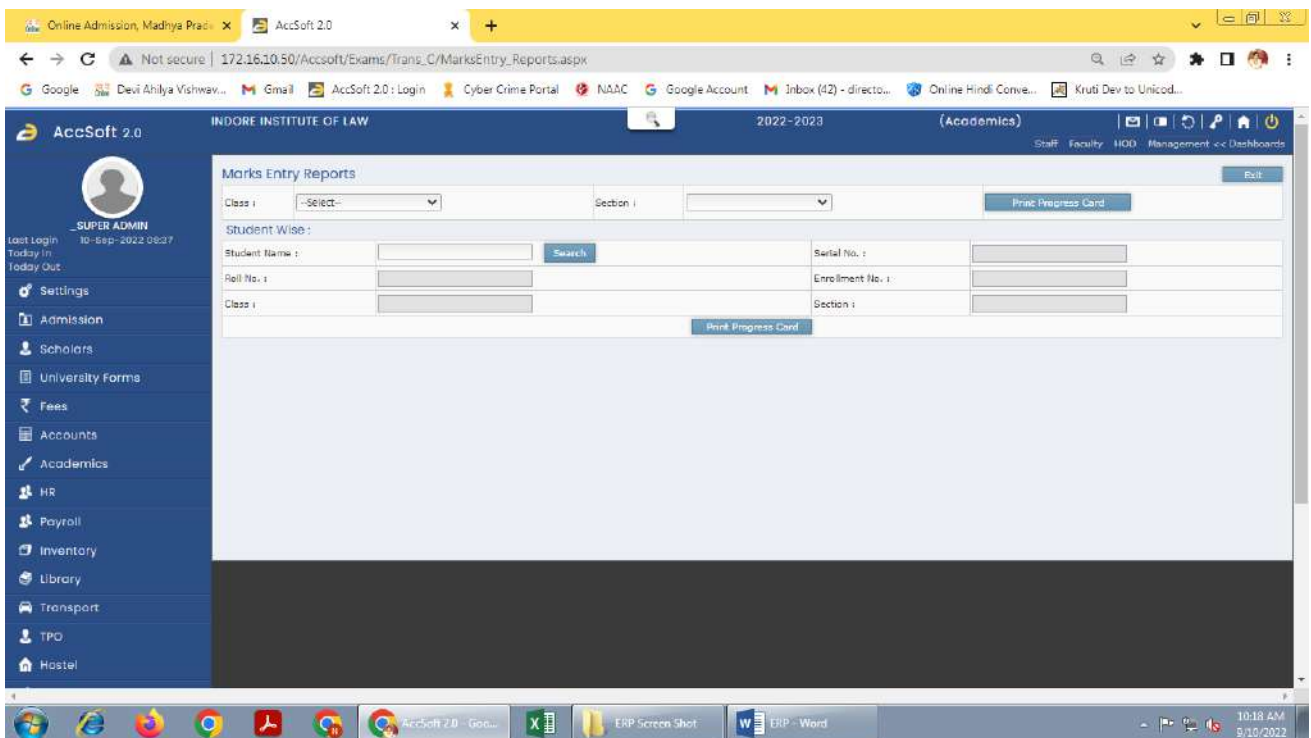 Online Admission, Madhya Prade
AccSoft 2.0
Not secure | 172.16.10.50/Accsoft/Exams/Trans_C/MarksEntry_Reports.aspx
Google
Devi Ahilya Vishwav...
Gmail
AccSoft 2.0 : Login
Cyber Crime Portal
NAAC
Google Account
Inbox (42) - directo...
Online Hindi Conve...
Kruti Dev to Unicod...
AccSoft 2.0
INDORE INSTITUTE OF LAW
2022-2023
(Academics)
Staff Faculty HOD Management << Dashboards
_SUPER ADMIN
Last Login 10-Sep-2022 09:37
Today In
Today Out
Settings
Admission
Scholars
University Forms
Fees
Accounts
Academics
HR
Payroll
Inventory
Library
Transport
TPO
Hostel
Marks Entry Reports
Exit
Class :
--Select--
Section :
Print Progress Card
Student Wise :
Student Name :
Search
Serial No. :
Roll No. :
Enrollment No. :
Class :
Section :
Print Progress Card
AccSoft 2.0 - Goo...
ERP Screen Shot
ERP - Word
10:18 AM
9/10/2022